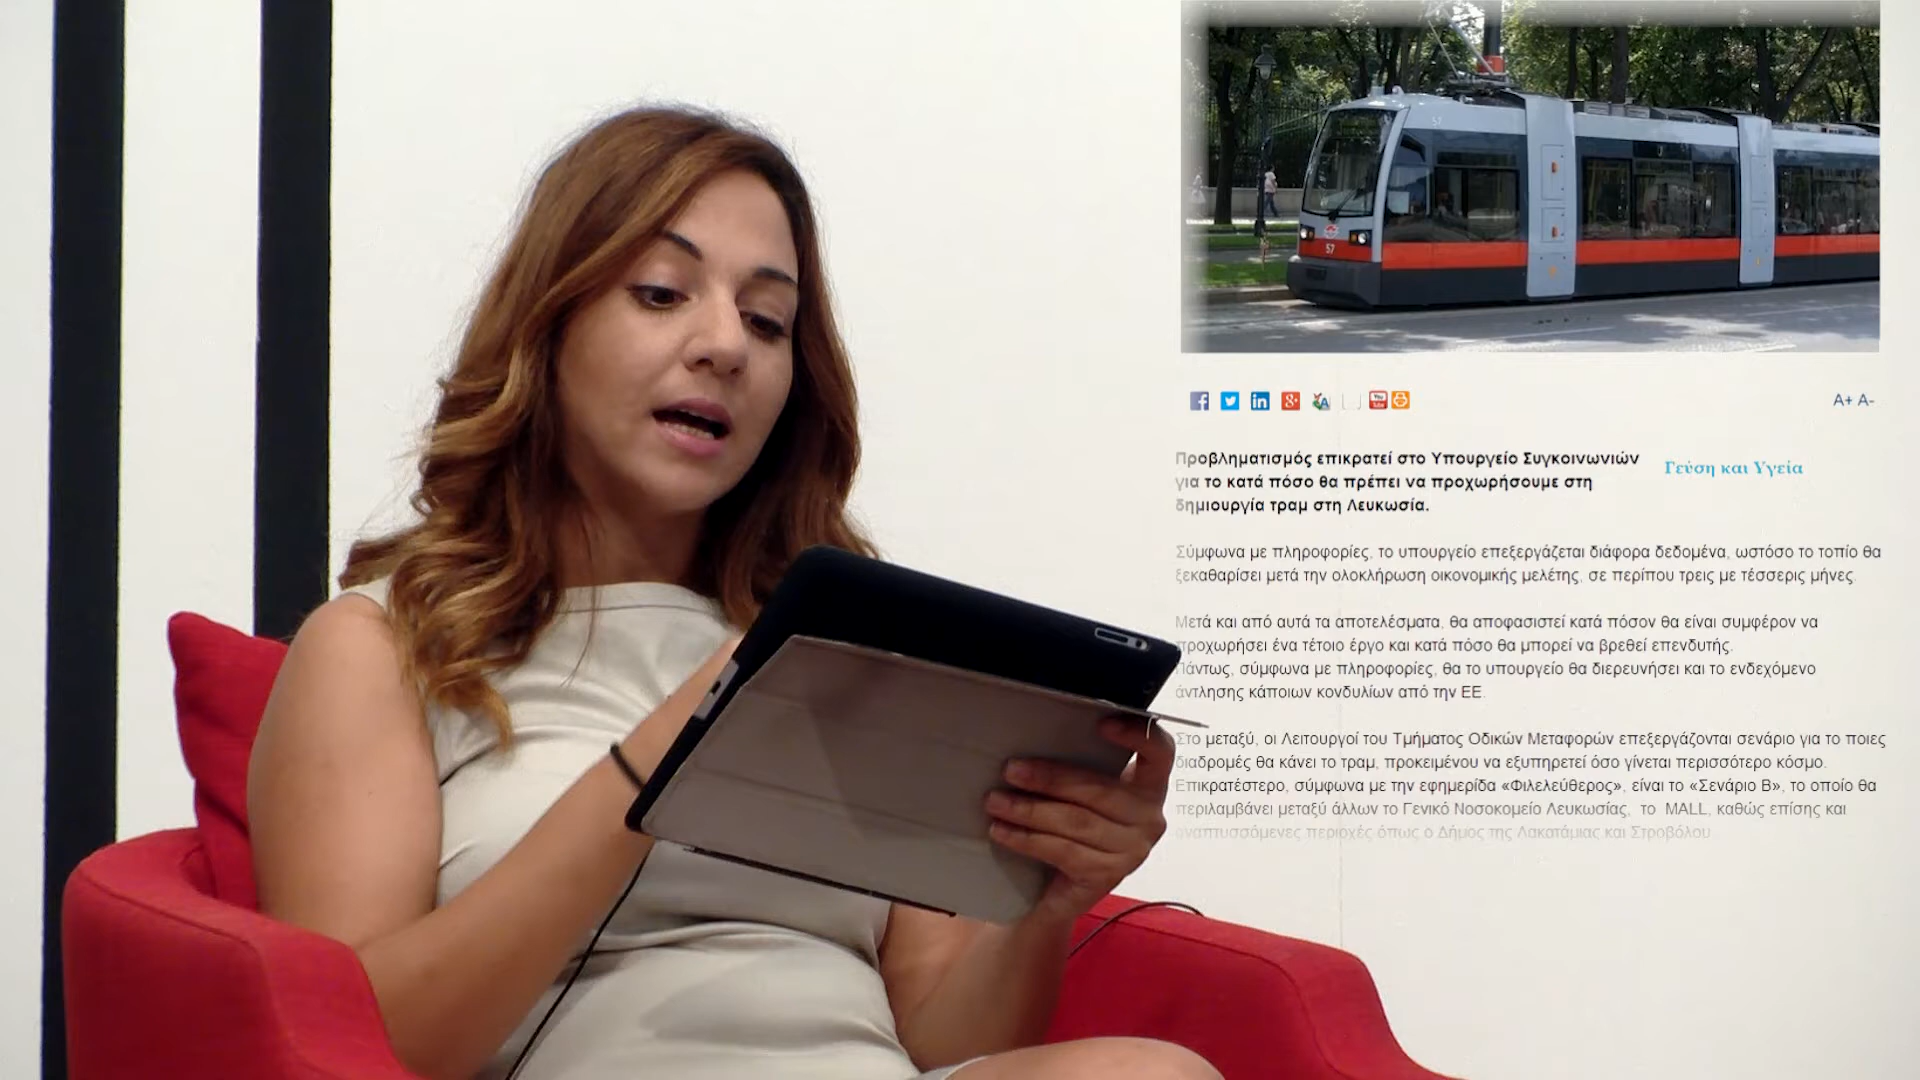 57
A+ A-
Προβληματισμός επικρατεί στο Υπουργείο Συγκοινωνιών
για το κατά πόσο θα πρέπει να προχωρήσουμε στη
δημιουργία τραμ στη Λευκωσία.
Γεύση και Υγεία
Σύμφωνα με πληροφορίες, το υπουργείο επεξεργάζεται διάφορα δεδομένα, ωστόσο το τοπίο θα
ξεκαθαρίσει μετά την ολοκλήρωση οικονομικής μελέτης, σε περίπου τρεις με τέσσερις μήνες.
Μετά και από αυτά τα αποτελέσματα, θα αποφασιστεί κατά πόσον θα είναι συμφέρον να
προχωρήσει ένα τέτοιο έργο και κατά πόσο θα μπορεί να βρεθεί επενδυτής.
Πάντως, σύμφωνα με πληροφορίες, θα το υπουργείο θα διερευνήσει και το ενδεχόμενο
άντλησης κάποιων κονδυλίων από την ΕΕ.
Στο μεταξύ, οι Λειτουργοί του Τμήματος Οδικών Μεταφορών επεξεργάζονται σενάριο για το ποιες
διαδρομές θα κάνει το τραμ, προκειμένου να εξυπηρετεί όσο γίνεται περισσότερο κόσμο.
Επικρατέστερο, σύμφωνα με την εφημερίδα «Φιλελεύθερος», είναι το «Σενάριο Β», το οποίο θα
περιλαμβάνει μεταξύ άλλων το Γενικό Νοσοκομείο Λευκωσίας, το MALL, καθώς επίσης και
αναπτυσσόμενες περιοχές όπως ο Δήμος της Λακατάμιας και Στροβόλου.